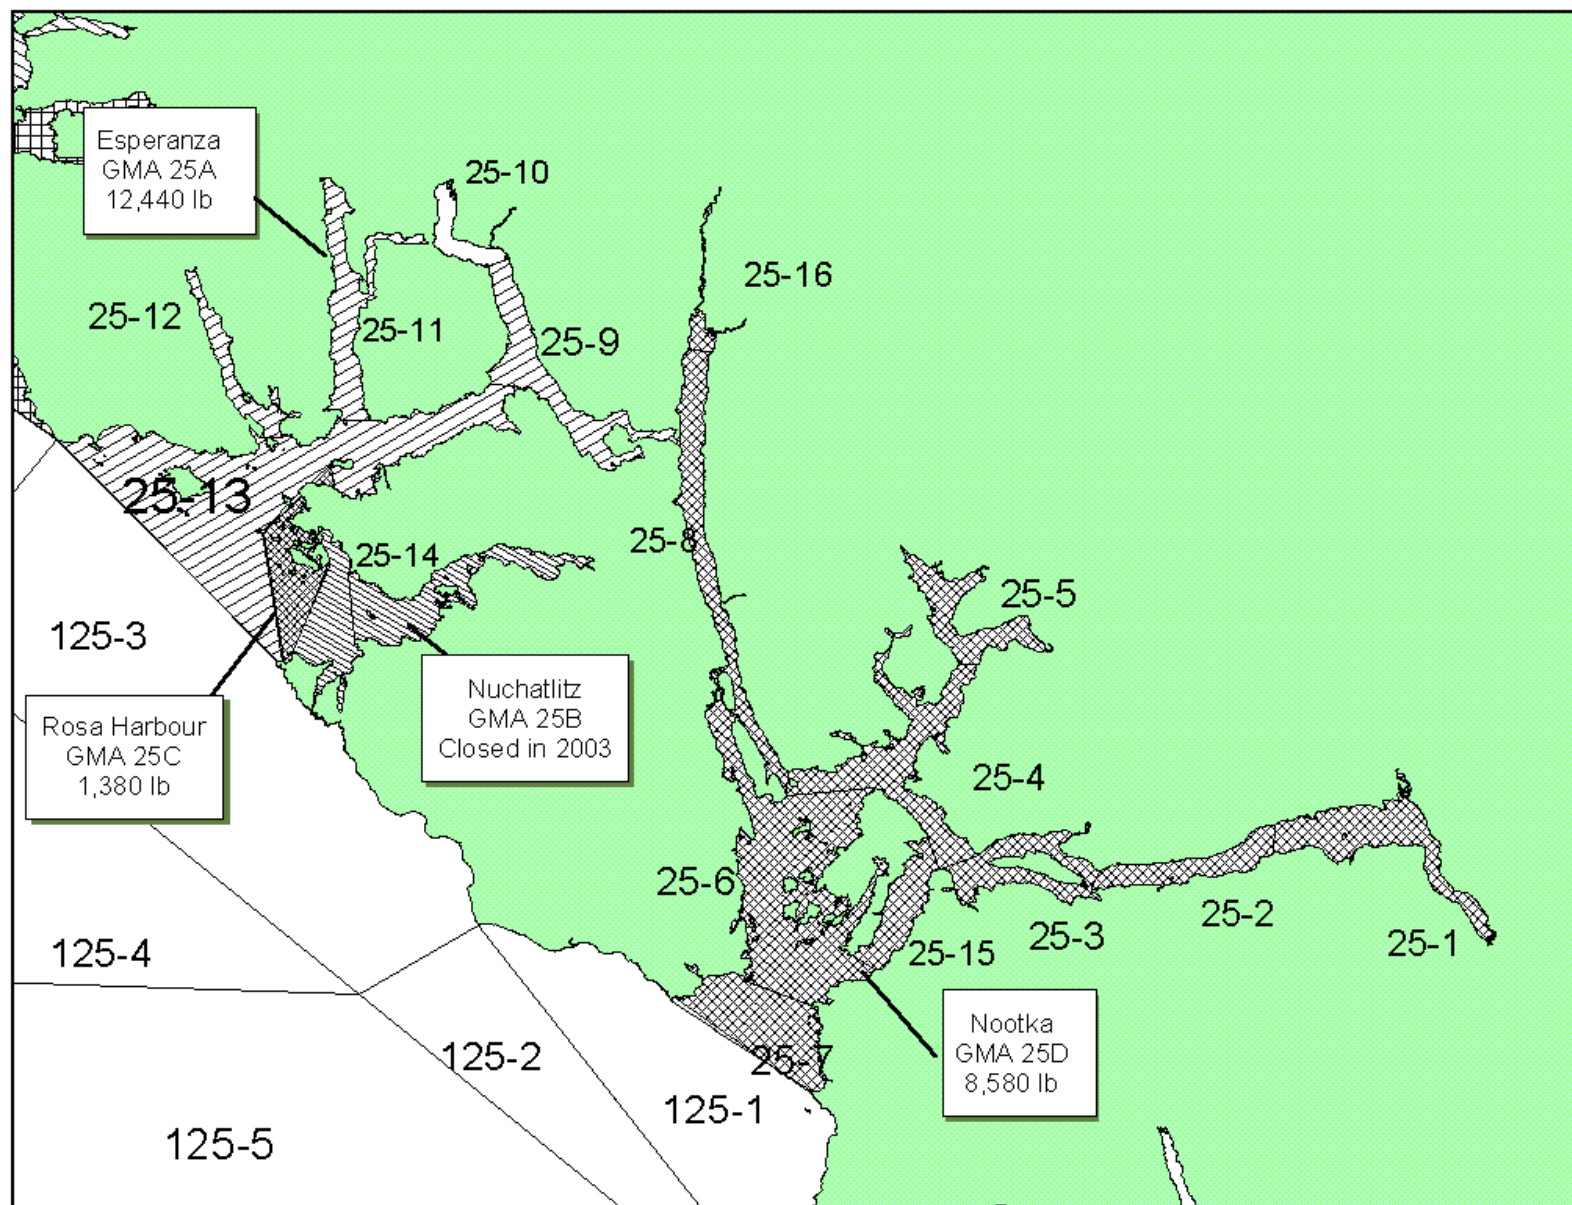 Esperanza
GMA 25A
12,440 lb
25-10
25-16
25-12
25-11
25-9
25-13
25-8
25-14
25-5
125-3
Nuchatlitz
GMA 25B
Closed in 2003
Rosa Harbour
GMA 25C
1,380 lb
25-4
25-6
25-2
25-3
25-1
125-4
25-15
Nootka
GMA 25D
8,580 lb
125-2
25-7
125-1
125-5